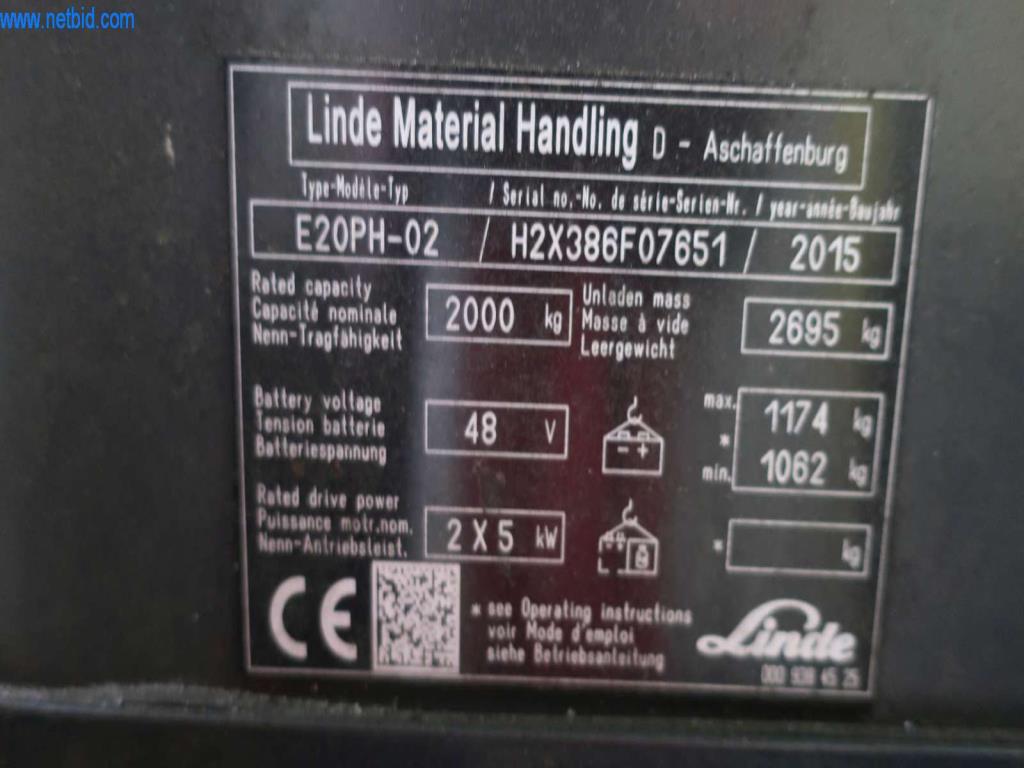 www.netbid.com
Linde Material Handling D - Aschaffenburg
Type-Modèle-Typ / Serial no.-No. de série-Serien-Nr. / year-année-Baujahr
E20PH-02 / H2X386F07651 / 2015
Rated capacity
Capacité nominale
Nenn-Tragfähigkeit
2000 kg
Unladen mass
Masse à vide
Leergewicht
2695 kg
Battery voltage
Tension batterie
Batteriespannung
48 V
- +
max. 1174 kg
*
min. 1062 kg
Rated drive power
Puissance motr.nom.
Nenn-Antriebsleist.
2 X 5 kW
* kg
CE
* see Operating instructions
voir Mode d'emploi
siehe Betriebsanleitung
Linde
000 938 45 25